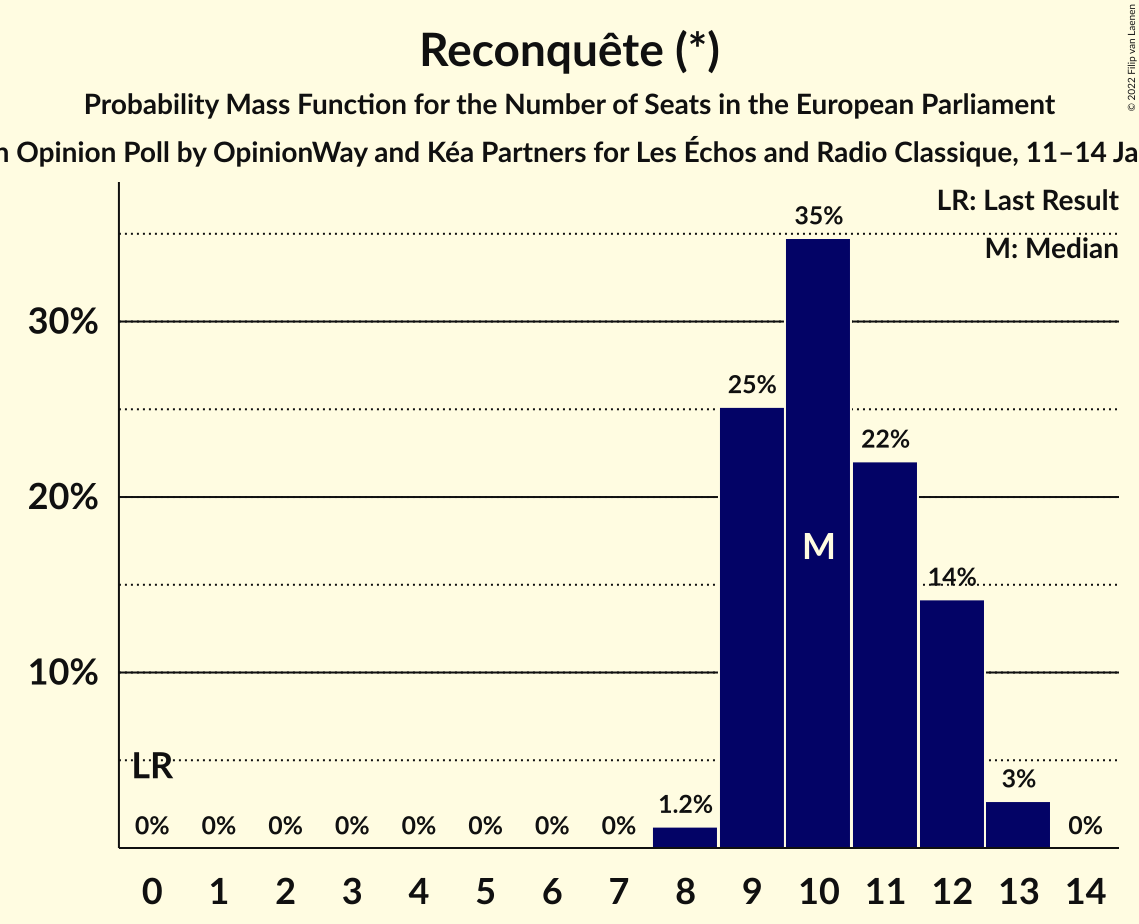 Reconquête (*)
Probability Mass Function for the Number of Seats in the European Parliament
Opinion Poll by OpinionWay and Kéa Partners for Les Échos and Radio Classique, 11–14
© 2022 Filip van Laenen
LR: Last Result
M: Median
35%
30%
25%
22%
20%
M
14%
10%
LR
3%
1.2%
0% 0% 0% 0% 0% 0% 0% 0% 0%
0 1 2 3 4 5 6 7 8 9 10 11 12 13 14